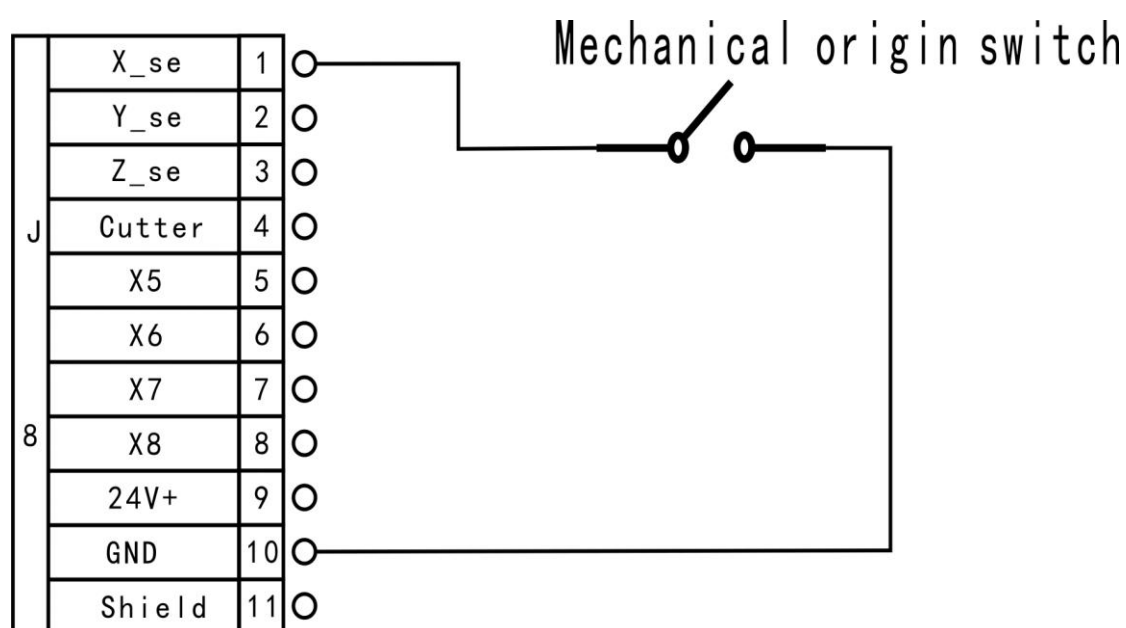 Mechanical origin switch
J 8
X_se 1
Y_se 2
Z_se 3
Cutter 4
X5 5
X6 6
X7 7
X8 8
24V+ 9
GND 10
Shield 11